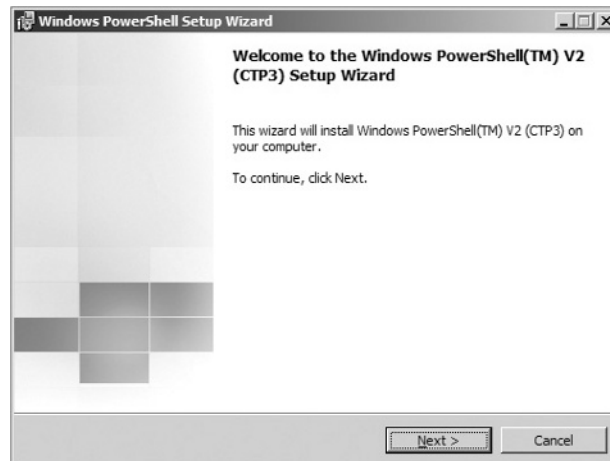 Windows PowerShell Setup Wizard
Welcome to the Windows PowerShell(TM) V2
(CTP3) Setup Wizard
This wizard will install Windows PowerShell(TM) V2 (CTP3) on
your computer.
To continue, click Next.
Next >
Cancel